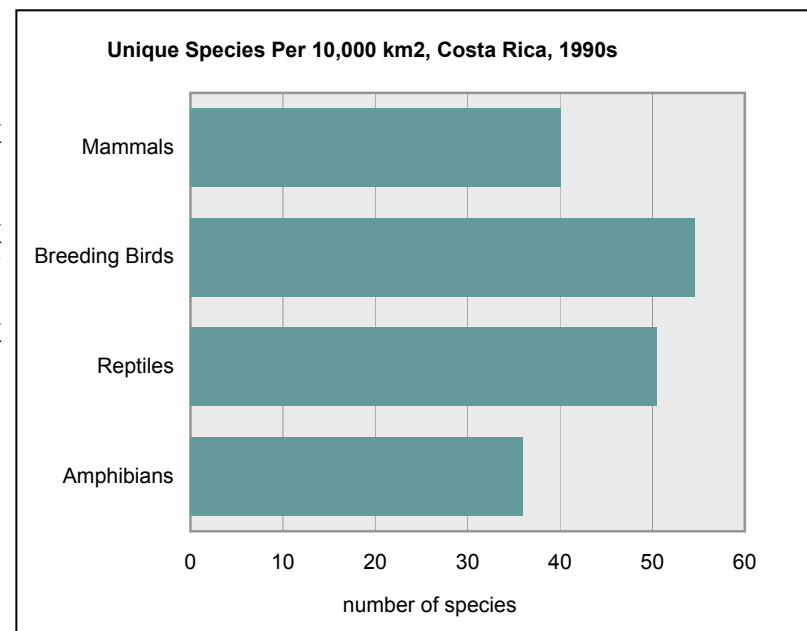 Unique Species Per 10,000 km2, Costa Rica, 1990s
Mammals
Breeding Birds
Reptiles
Amphibians
0 10 20 30 40 50 60
number of species